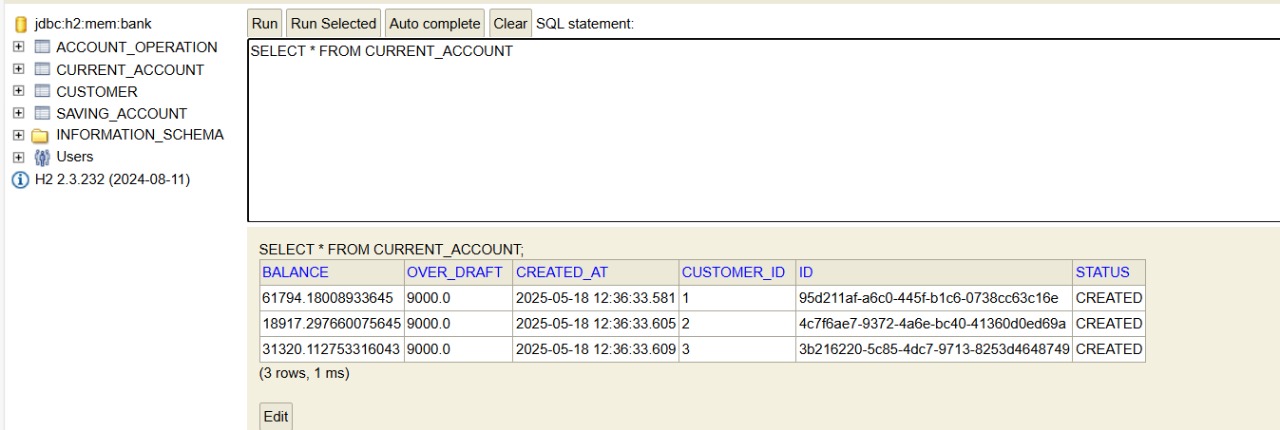 jdbc:h2:mem:bank
ACCOUNT_OPERATION
CURRENT_ACCOUNT
CUSTOMER
SAVING_ACCOUNT
INFORMATION_SCHEMA
Users
H2 2.3.232 (2024-08-11)
Run Run Selected Auto complete Clear SQL statement:
SELECT * FROM CURRENT_ACCOUNT
SELECT * FROM CURRENT_ACCOUNT;
BALANCE OVER_DRAFT CREATED_AT CUSTOMER_ID ID STATUS
61794.18008933645 9000.0 2025-05-18 12:36:33.581 1 95d211af-a6c0-445f-b1c6-0738cc63c16e CREATED
18917.297660075645 9000.0 2025-05-18 12:36:33.605 2 4c7f6ae7-9372-4a6e-bc40-41360d0ed69a CREATED
31320.112753316043 9000.0 2025-05-18 12:36:33.609 3 3b216220-5c85-4dc7-9713-8253d4648749 CREATED
(3 rows, 1 ms)
Edit